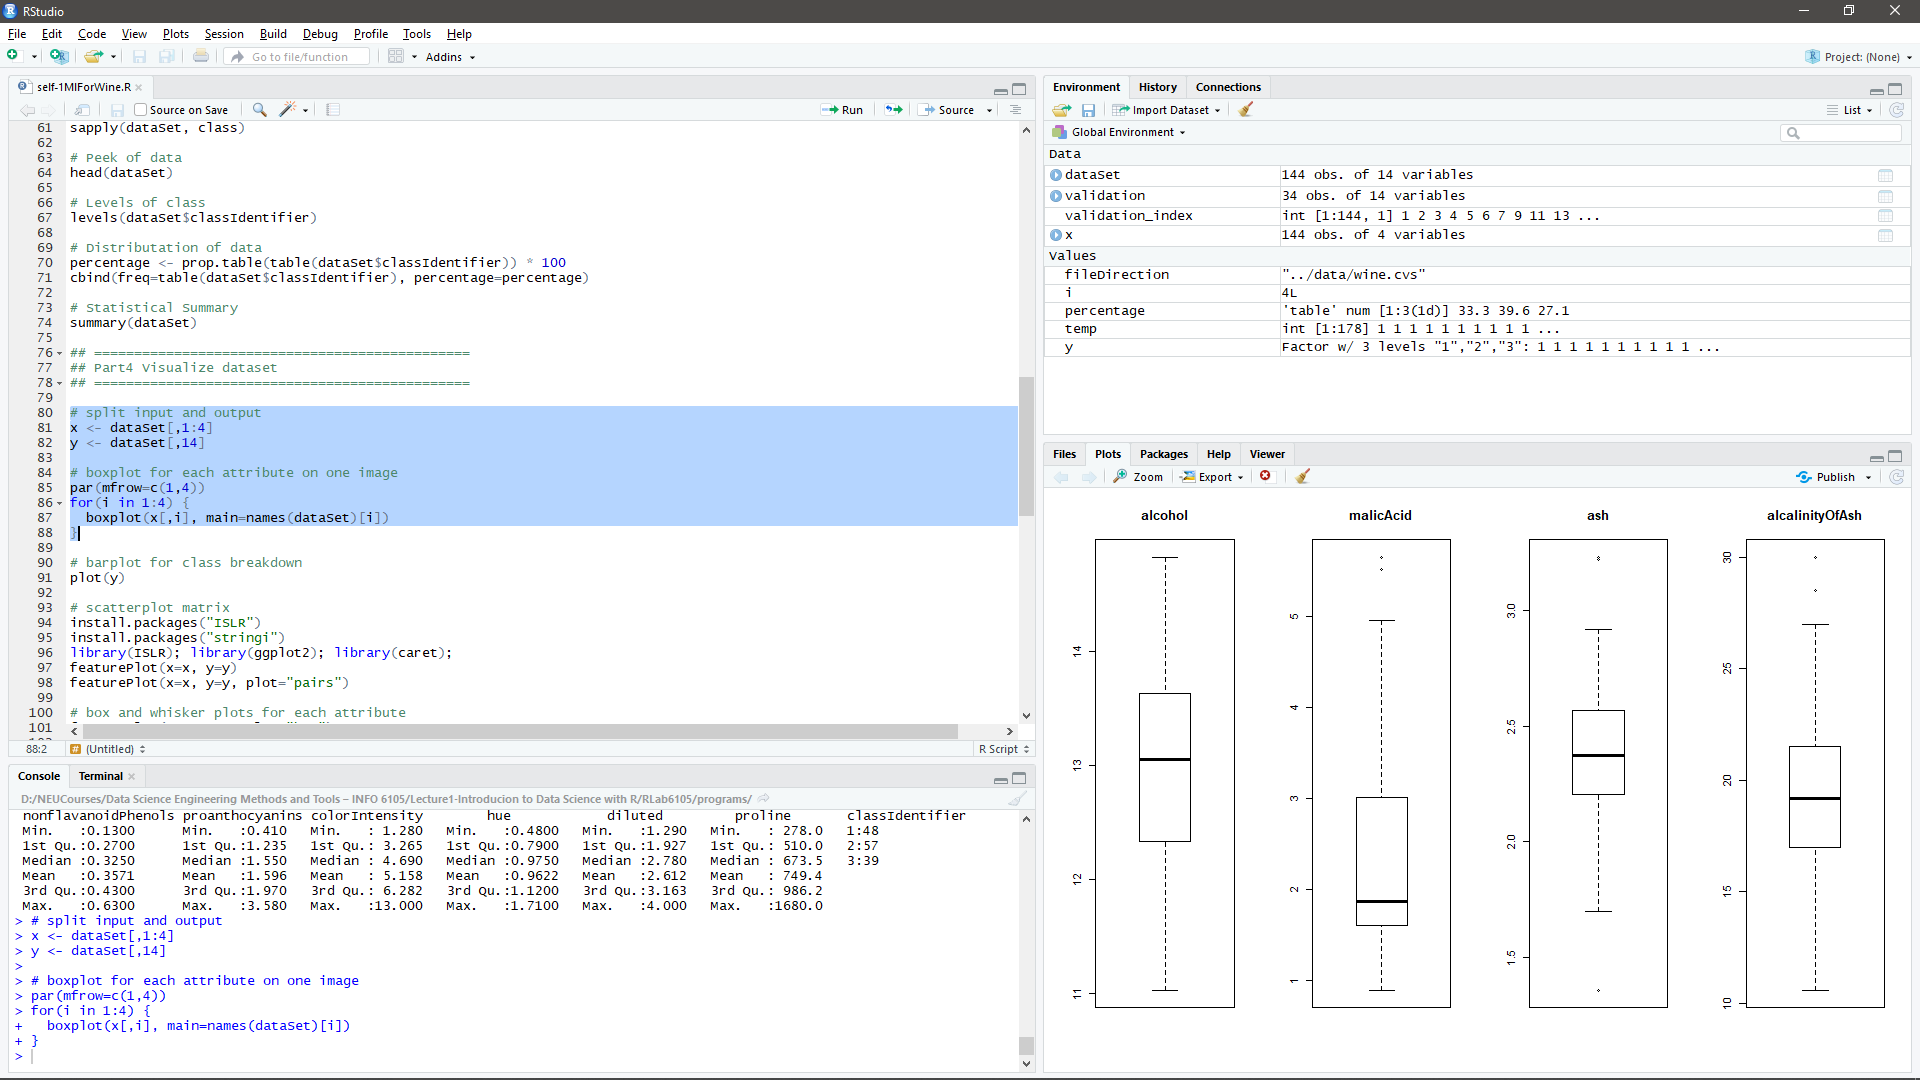 RStudio
File Edit Code View Plots Session Build Debug Profile Tools Help
Go to file/function Addins Project: (None)
self-1MlForWine.R
Source on Save Run Source
61 sapply(dataSet, class)
62
63 # Peek of data
64 head(dataSet)
65
66 # Levels of class
67 levels(dataSet$classIdentifier)
68
69 # Distributation of data
70 percentage <- prop.table(table(dataSet$classIdentifier)) * 100
71 cbind(freq=table(dataSet$classIdentifier), percentage=percentage)
72
73 # Statistical Summary
74 summary(dataSet)
75
76 ## ===============================================
77 ## Part4 Visualize dataset
78 ## ===============================================
79
80 # split input and output
81 x <- dataSet[,1:4]
82 y <- dataSet[,14]
83
84 # boxplot for each attribute on one image
85 par(mfrow=c(1,4))
86 for(i in 1:4) {
87 boxplot(x[,i], main=names(dataSet)[i])
88 }
89
90 # barplot for class breakdown
91 plot(y)
92
93 # scatterplot matrix
94 install.packages("ISLR")
95 install.packages("stringi")
96 library(ISLR); library(ggplot2); library(caret);
97 featurePlot(x=x, y=y)
98 featurePlot(x=x, y=y, plot="pairs")
99
100 # box and whisker plots for each attribute
101
88:2 (Untitled) R Script
Console Terminal
D:/NEUCourses/Data Science Engineering Methods and Tools – INFO 6105/Lecture1-Introducion to Data Science with R/RLab6105/programs/
nonflavanoidPhenols proanthocyanins colorIntensity hue diluted proline classIdentifier
Min. :0.1300 Min. :0.410 Min. : 1.280 Min. :0.4800 Min. :1.290 Min. : 278.0 1:48
1st Qu.:0.2700 1st Qu.:1.235 1st Qu.: 3.265 1st Qu.:0.7900 1st Qu.:1.927 1st Qu.: 510.0 2:57
Median :0.3250 Median :1.550 Median : 4.690 Median :0.9750 Median :2.780 Median : 673.5 3:39
Mean :0.3571 Mean :1.596 Mean : 5.158 Mean :0.9622 Mean :2.612 Mean : 749.4
3rd Qu.:0.4300 3rd Qu.:1.970 3rd Qu.: 6.282 3rd Qu.:1.1200 3rd Qu.:3.163 3rd Qu.: 986.2
Max. :0.6300 Max. :3.580 Max. :13.000 Max. :1.7100 Max. :4.000 Max. :1680.0
> # split input and output
> x <- dataSet[,1:4]
> y <- dataSet[,14]
>
> # boxplot for each attribute on one image
> par(mfrow=c(1,4))
> for(i in 1:4) {
+ boxplot(x[,i], main=names(dataSet)[i])
+ }
>
Environment History Connections
Import Dataset List
Global Environment
Data
dataSet 144 obs. of 14 variables
validation 34 obs. of 14 variables
validation_index int [1:144, 1] 1 2 3 4 5 6 7 9 11 13 ...
x 144 obs. of 4 variables
Values
fileDirection "../data/wine.cvs"
i 4L
percentage 'table' num [1:3(1d)] 33.3 39.6 27.1
temp int [1:178] 1 1 1 1 1 1 1 1 1 1 ...
y Factor w/ 3 levels "1","2","3": 1 1 1 1 1 1 1 1 1 1 ...
Files Plots Packages Help Viewer
Zoom Export Publish
alcohol malicAcid ash alcalinityOfAsh
14
13
12
11
5
4
3
2
1
3.0
2.5
2.0
1.5
30
25
20
15
10